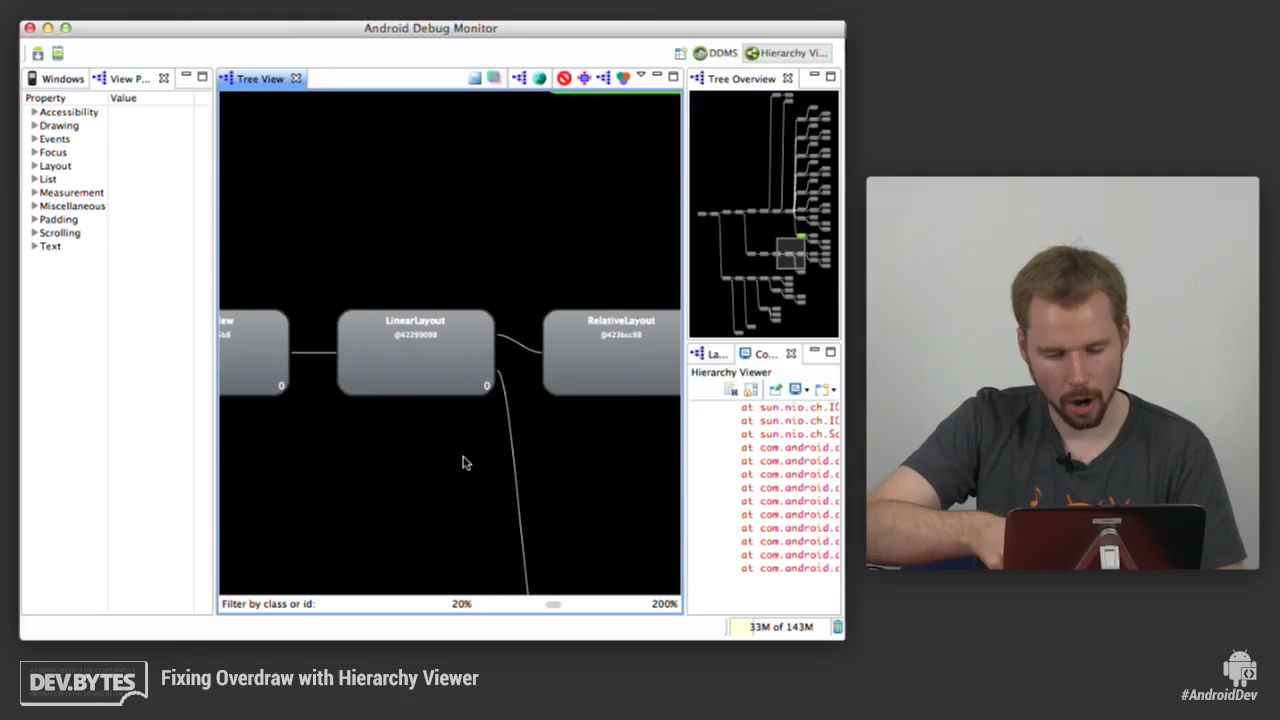 Android Debug Monitor
DDMS
Hierarchy Vi...
Windows
View P...
Tree View
Tree Overview
Property
Value
Accessibility
Drawing
Events
Focus
Layout
List
Measurement
Miscellaneous
Padding
Scrolling
Text
LinearLayout
@42299098
0
0
RelativeLayout
@423bcc98
Filter by class or id:
20%
200%
La...
Co...
Hierarchy Viewer
at sun.nio.ch.
at sun.nio.ch.
at sun.nio.ch.Sc
at com.android.
at com.android.
at com.android.
at com.android.
at com.android.
at com.android.
at com.android.
at com.android.
at com.android.
at com.android.
33M of 143M
DEV.BYTES
Fixing Overdraw with Hierarchy Viewer
#AndroidDev